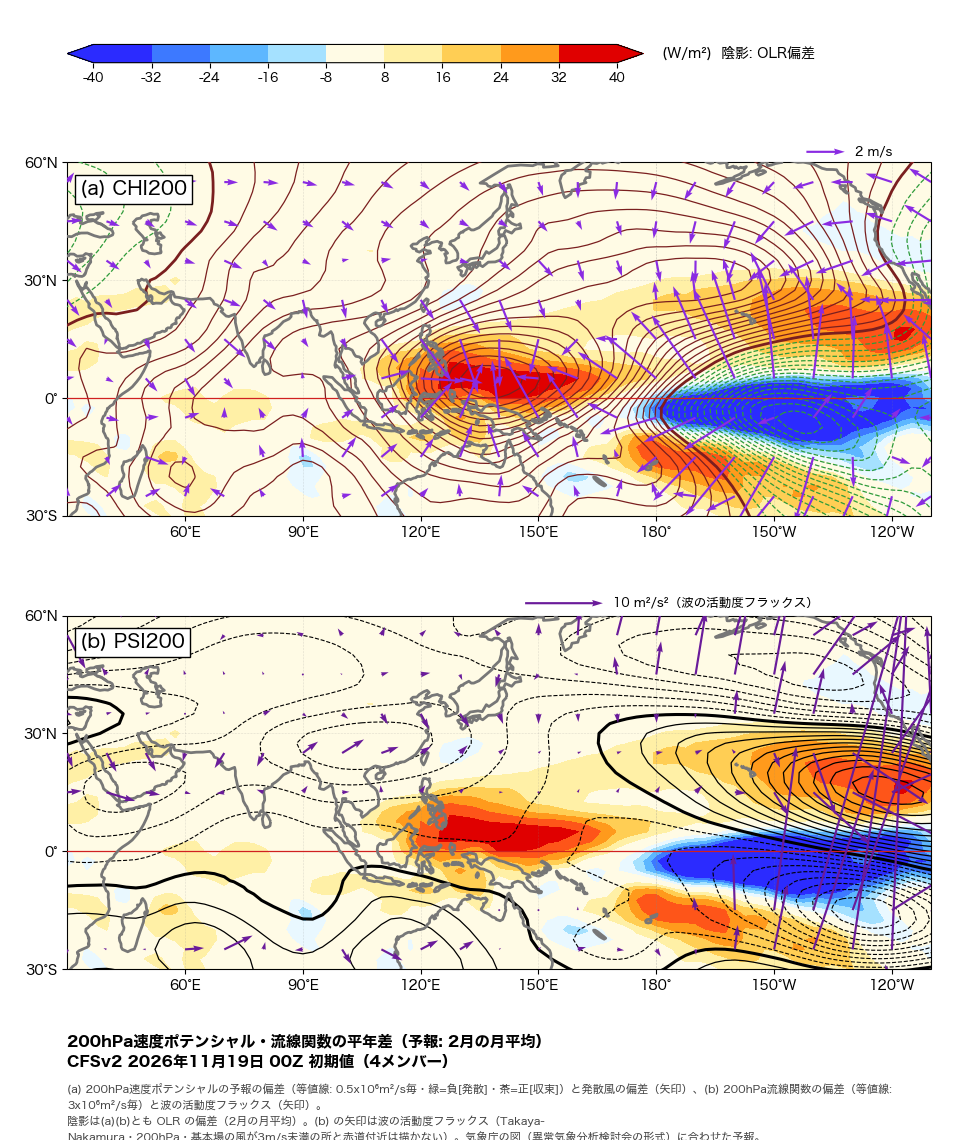 (W/m²) 陰影: OLR偏差
-40 -32 -24 -16 -8 8 16 24 32 40
2 m/s
(a) CHI200
60°N
30°N
0°
30°S
60°E 90°E 120°E 150°E 180° 150°W 120°W
10 m²/s²（波の活動度フラックス）
(b) PSI200
60°N
30°N
0°
30°S
60°E 90°E 120°E 150°E 180° 150°W 120°W
200hPa速度ポテンシャル・流線関数の平年差（予報: 2月の月平均）
CFSv2 2026年11月19日 00Z 初期値（4メンバー）
(a) 200hPa速度ポテンシャルの予報の偏差（等値線: 0.5x10⁶m²/s毎・緑=負[発散]・茶=正[収束]）と発散風の偏差（矢印）、(b) 200hPa流線関数の偏差（等値線:
3x10⁶m²/s毎）と波の活動度フラックス（矢印）。
陰影は(a)(b)とも OLR の偏差（2月の月平均）。(b) の矢印は波の活動度フラックス（Takaya-
Nakamura・200hPa・基本場の風が3m/s未満の所と赤道付近は描かない）。気象庁の図（異常気象分析検討会の形式）に合わせた予報。